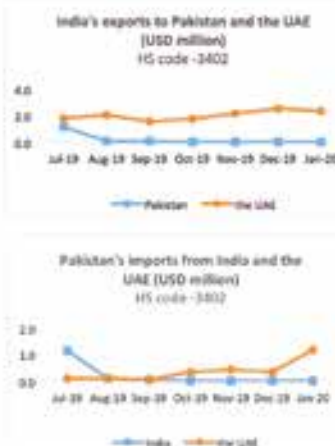 India's exports to Pakistan and the UAE
(USD million)
HS code -3402
4.0
2.0
0.0
Jul-19 Aug-19 Sep-19 Oct-19 Nov-19 Dec-19 Jan-20
Pakistan the UAE
Pakistan's imports from India and the
UAE (USD million)
HS code -3402
2.0
1.0
0.0
Jul-19 Aug-19 Sep-19 Oct-19 Nov-19 Dec-19 Jan-20
India the UAE